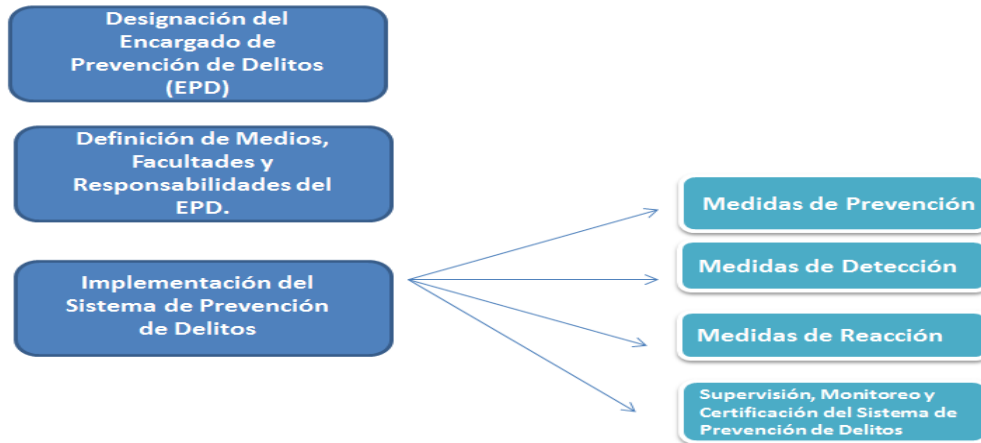 Designación del
Encargado de
Prevención de Delitos
(EPD)
Definición de Medios,
Facultades y
Responsabilidades del
EPD.
Implementación del
Sistema de Prevención
de Delitos
Medidas de Prevención
Medidas de Detección
Medidas de Reacción
Supervisión, Monitoreo y
Certificación del Sistema de
Prevención de Delitos